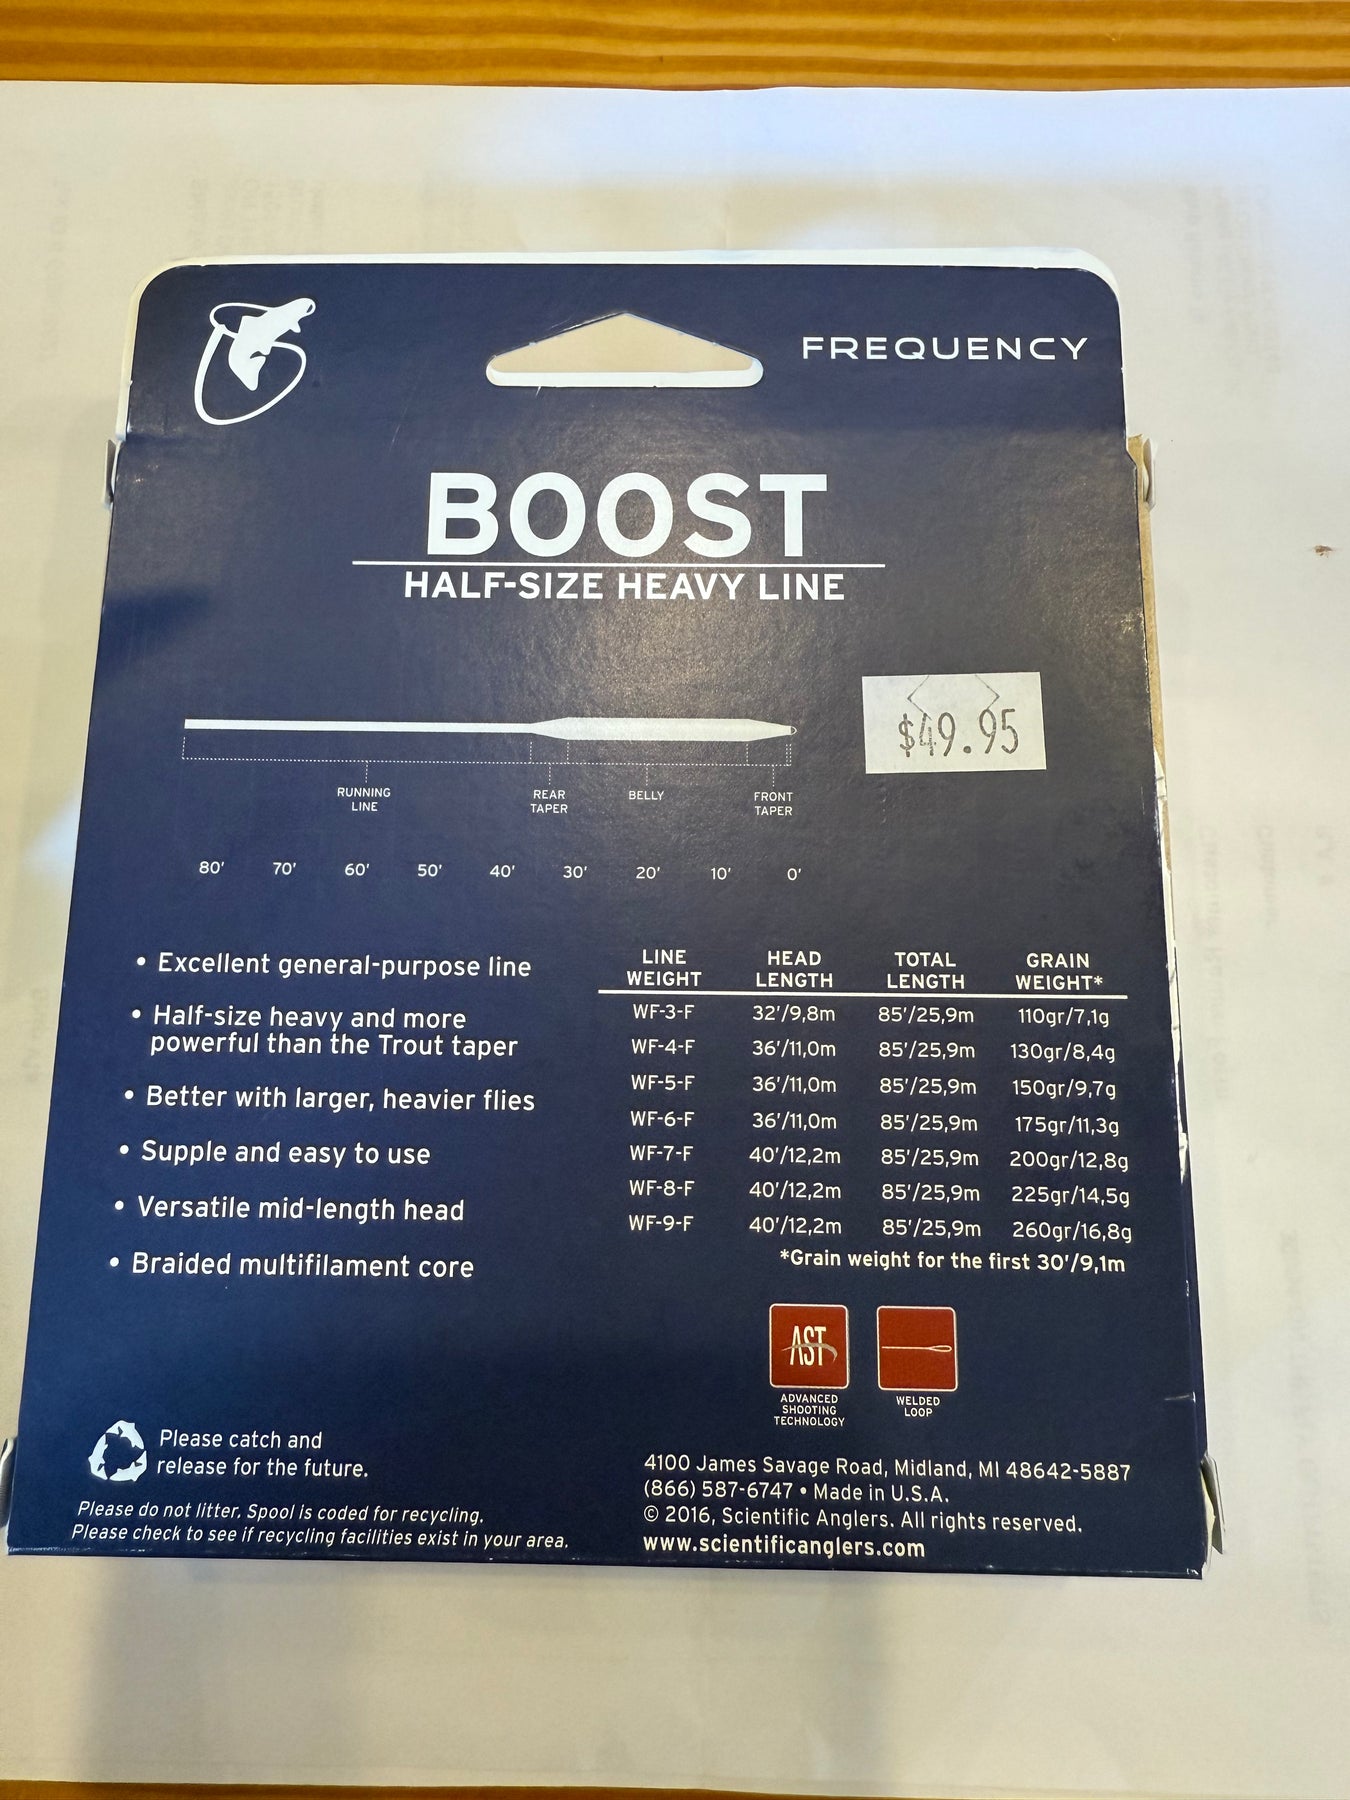 FREQUENCY
BOOST
HALF-SIZE HEAVY LINE
$49.95
RUNNING
LINE
REAR
TAPER
BELLY
FRONT
TAPER
80' 70' 60' 50' 40' 30' 20' 10' 0'
• Excellent general-purpose line
• Half-size heavy and more
powerful than the Trout taper
• Better with larger, heavier flies
• Supple and easy to use
• Versatile mid-length head
• Braided multifilament core
LINE WEIGHT HEAD LENGTH TOTAL LENGTH GRAIN WEIGHT*
WF-3-F 32'/9,8m 85'/25,9m 110gr/7,1g
WF-4-F 36'/11,0m 85'/25,9m 130gr/8,4g
WF-5-F 36'/11,0m 85'/25,9m 150gr/9,7g
WF-6-F 36'/11,0m 85'/25,9m 175gr/11,3g
WF-7-F 40'/12,2m 85'/25,9m 200gr/12,8g
WF-8-F 40'/12,2m 85'/25,9m 225gr/14,5g
WF-9-F 40'/12,2m 85'/25,9m 260gr/16,8g
*Grain weight for the first 30'/9,1m
AST
ADVANCED
SHOOTING
TECHNOLOGY
WELDED
LOOP
Please catch and
release for the future.
Please do not litter. Spool is coded for recycling.
Please check to see if recycling facilities exist in your area.
4100 James Savage Road, Midland, MI 48642-5887
(866) 587-6747 • Made in U.S.A.
© 2016, Scientific Anglers. All rights reserved.
www.scientificanglers.com